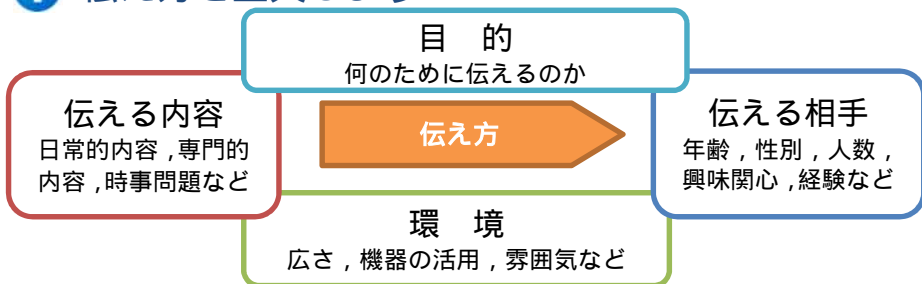 目　的
何のために伝えるのか
伝える内容
日常的内容，専門的
内容，時事問題など
伝え方
伝える相手
年齢，性別，人数，
興味関心，経験など
環　境
広さ，機器の活用，雰囲気など